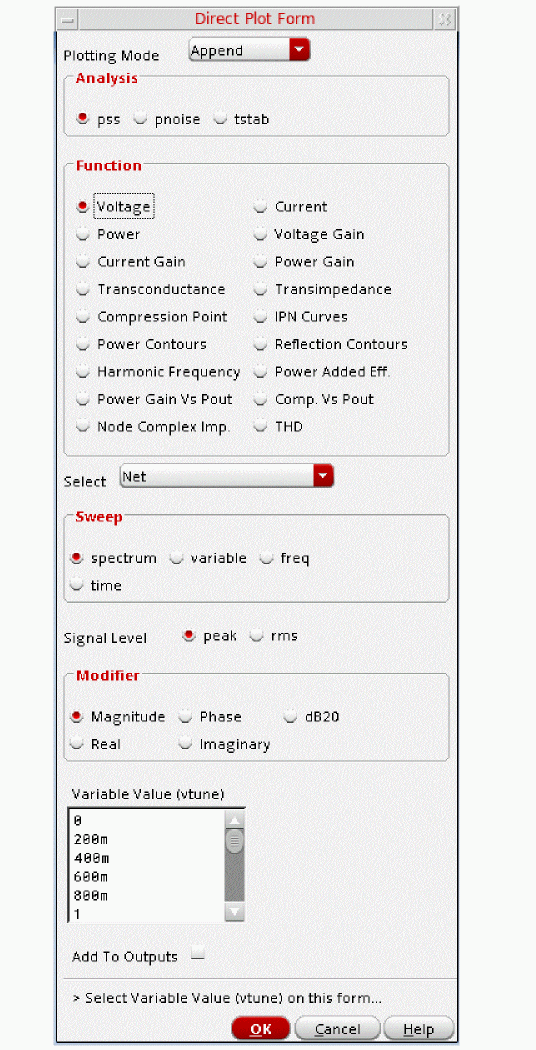 Direct Plot Form
Plotting Mode Append
Analysis
pss pnoise tstab
Function
Voltage Current
Power Voltage Gain
Current Gain Power Gain
Transconductance Transimpedance
Compression Point IPN Curves
Power Contours Reflection Contours
Harmonic Frequency Power Added Eff.
Power Gain Vs Pout Comp. Vs Pout
Node Complex Imp. THD
Select Net
Sweep
spectrum variable freq
time
Signal Level peak rms
Modifier
Magnitude Phase dB20
Real Imaginary
Variable Value (vtune)
0
200m
400m
600m
800m
1
Add To Outputs
> Select Variable Value (vtune) on this form...
OK Cancel Help